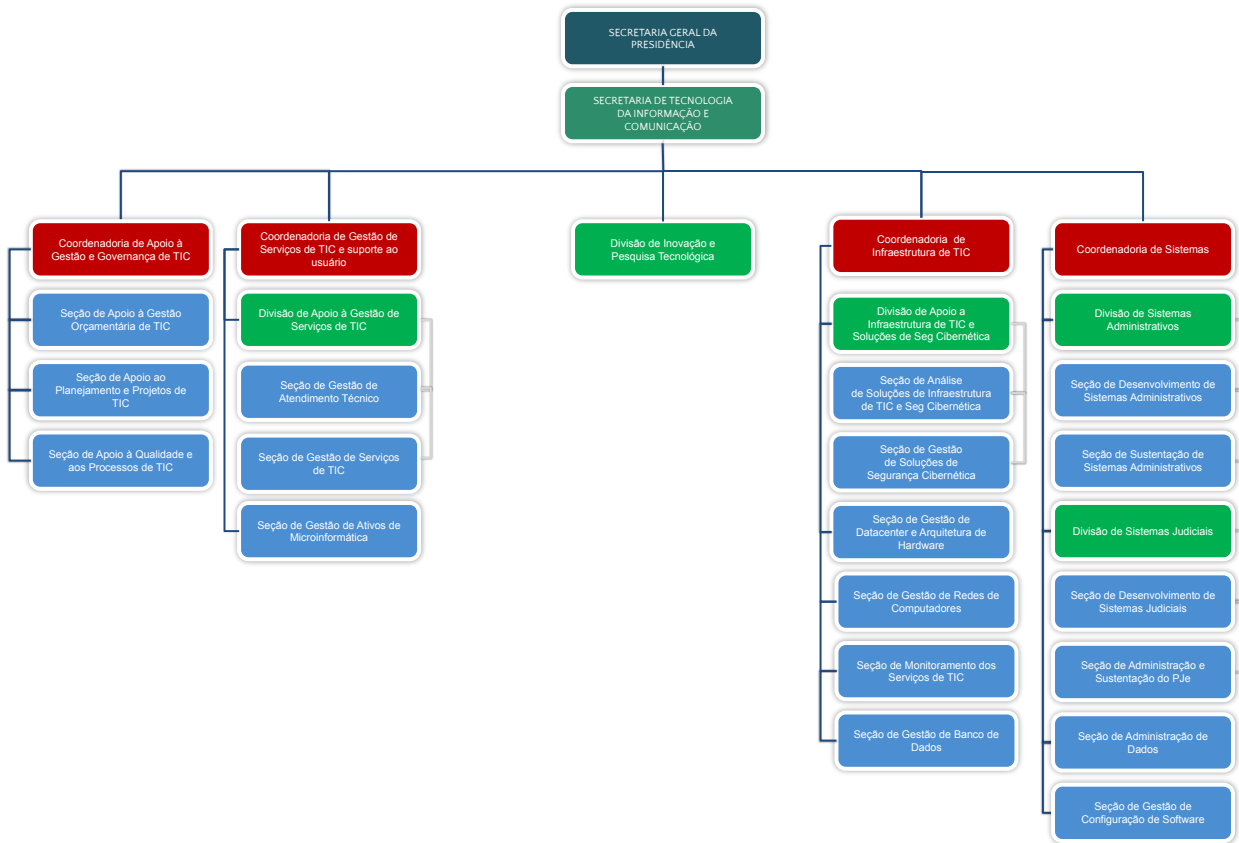 SECRETARIA GERAL DA
PRESIDÊNCIA
SECRETARIA DE TECNOLOGIA
DA INFORMAÇÃO E
COMUNICAÇÃO
Coordenadoria de Apoio à
Gestão e Governança de TIC
Seção de Apoio à Gestão
Orçamentária de TIC
Seção de Apoio ao
Planejamento e Projetos de
TIC
Seção de Apoio à Qualidade e
aos Processos de TIC
Coordenadoria de Gestão de
Serviços de TIC e suporte ao
usuário
Divisão de Apoio à Gestão de
Serviços de TIC
Seção de Gestão de
Atendimento Técnico
Seção de Gestão de Serviços
de TIC
Seção de Gestão de Ativos de
Microinformática
Divisão de Inovação e
Pesquisa Tecnológica
Coordenadoria de
Infraestrutura de TIC
Divisão de Apoio a
Infraestrutura de TIC e
Soluções de Seg Cibernética
Seção de Análise
de Soluções de Infraestrutura
de TIC e Seg Cibernética
Seção de Gestão
de Soluções de
Segurança Cibernética
Seção de Gestão de
Datacenter e Arquitetura de
Hardware
Seção de Gestão de Redes de
Computadores
Seção de Monitoramento dos
Serviços de TIC
Seção de Gestão de Banco de
Dados
Coordenadoria de Sistemas
Divisão de Sistemas
Administrativos
Seção de Desenvolvimento de
Sistemas Administrativos
Seção de Sustentação de
Sistemas Administrativos
Divisão de Sistemas Judiciais
Seção de Desenvolvimento de
Sistemas Judiciais
Seção de Administração e
Sustentação do PJe
Seção de Administração de
Dados
Seção de Gestão de
Configuração de Software